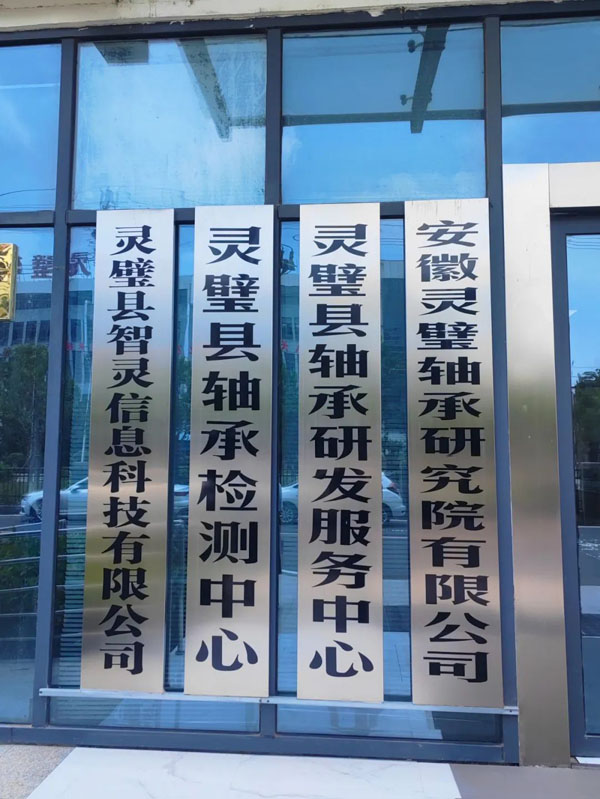 安徽灵璧轴承研究院有限公司
灵璧县轴承研发服务中心
灵璧县轴承检测中心
灵璧县智灵信息科技有限公司